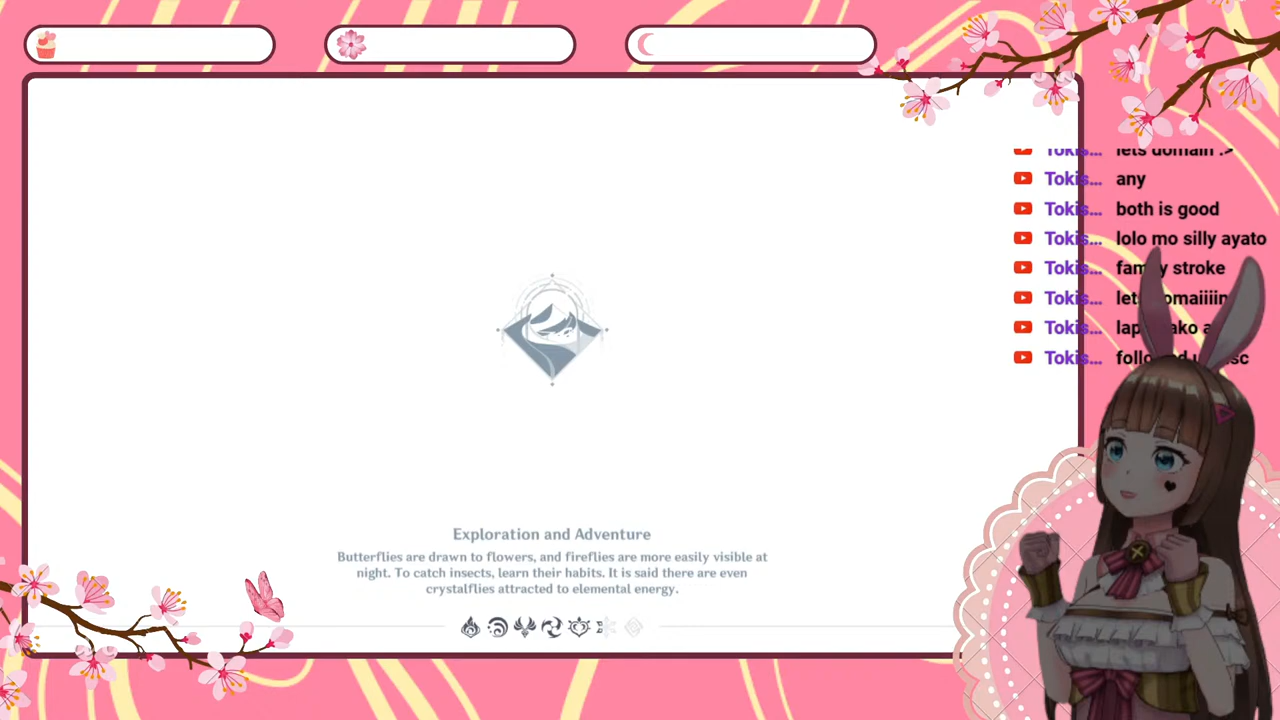 Tokis... lets domain :>
Tokis... any
Tokis... both is good
Tokis... lolo mo silly ayato
Tokis... stroke
Tokis...
Tokis... ako
Tokis...
Exploration and Adventure
Butterflies are drawn to flowers, and fireflies are more easily visible at
night. To catch insects, learn their habits. It is said there are even
crystalflies attracted to elemental energy.